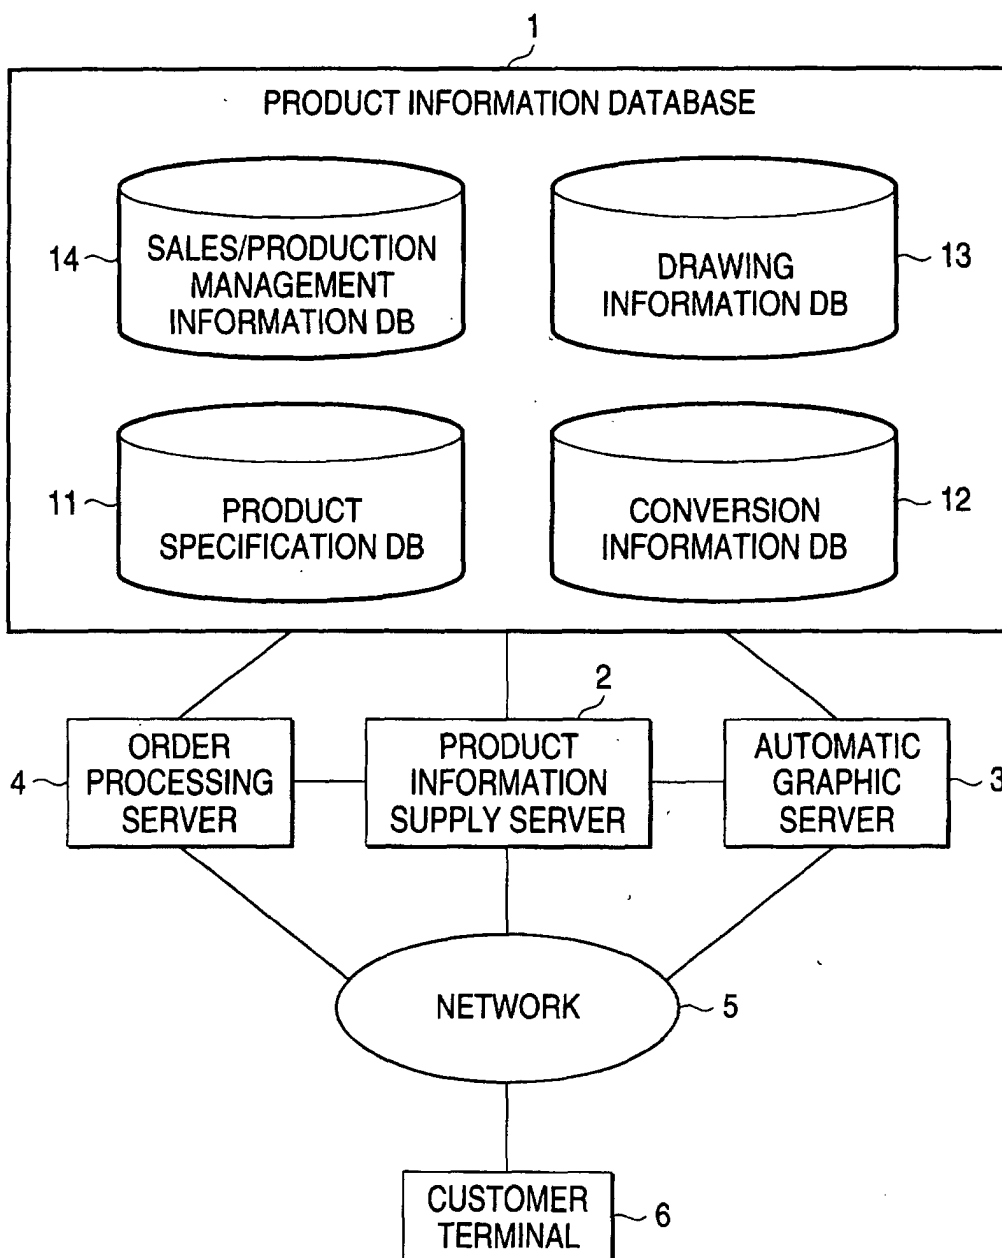 1
PRODUCT INFORMATION DATABASE
14
SALES/PRODUCTION
MANAGEMENT
INFORMATION DB
DRAWING
INFORMATION DB
13
11
PRODUCT
SPECIFICATION DB
CONVERSION
INFORMATION DB
12
4
ORDER
PROCESSING
SERVER
2
PRODUCT
INFORMATION
SUPPLY SERVER
AUTOMATIC
GRAPHIC
SERVER
3
NETWORK
5
CUSTOMER
TERMINAL
6